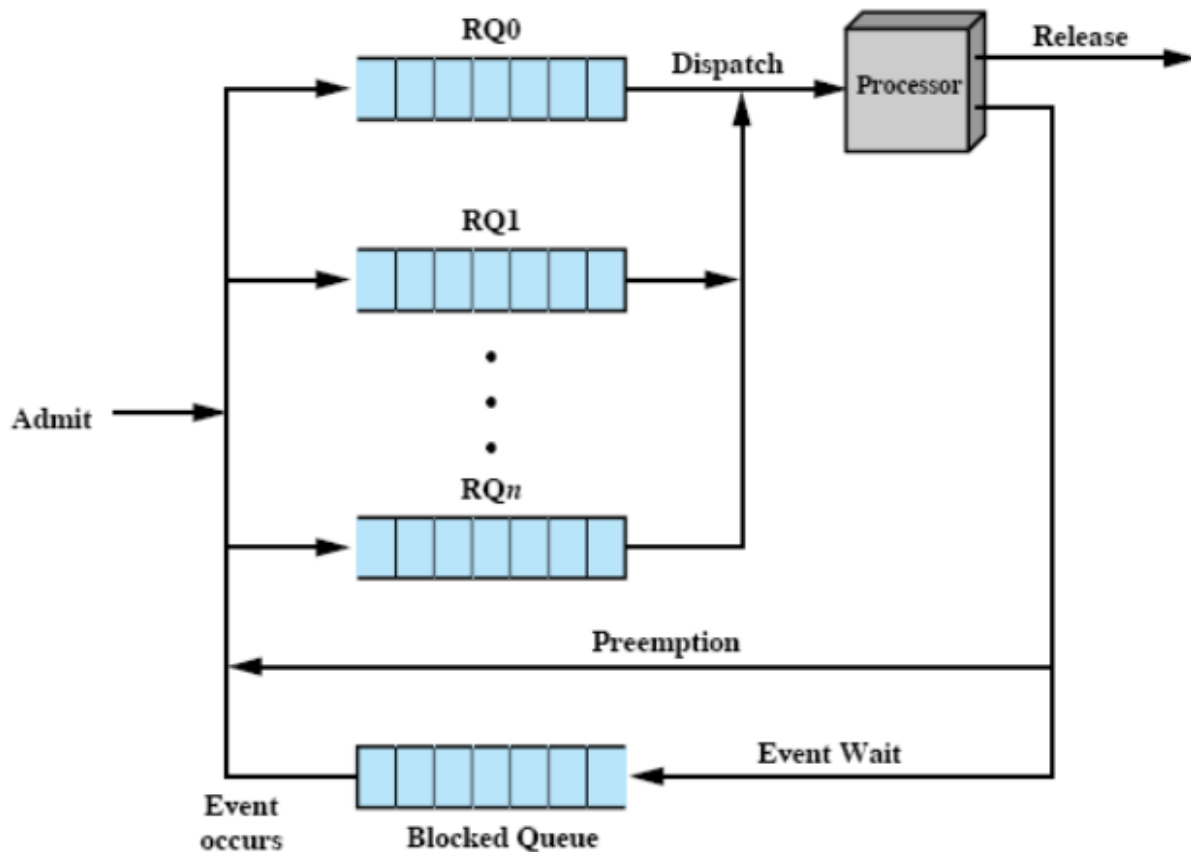 RQ0
Dispatch
Release
Processor
RQ1
Admit
RQn
Preemption
Event Wait
Event
occurs
Blocked Queue